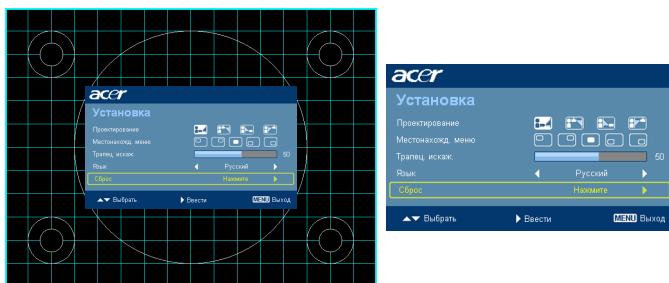 acer
Установка
Проектирование
Местонахожд. меню
Трапец. искаж. 50
Язык Русский
Сброс Нажмите
Выбрать Ввести MENU Выход
acer
Установка
Проектирование
Местонахожд. меню
Трапец. искаж. 50
Язык Русский
Сброс Нажмите
Выбрать Ввести MENU Выход